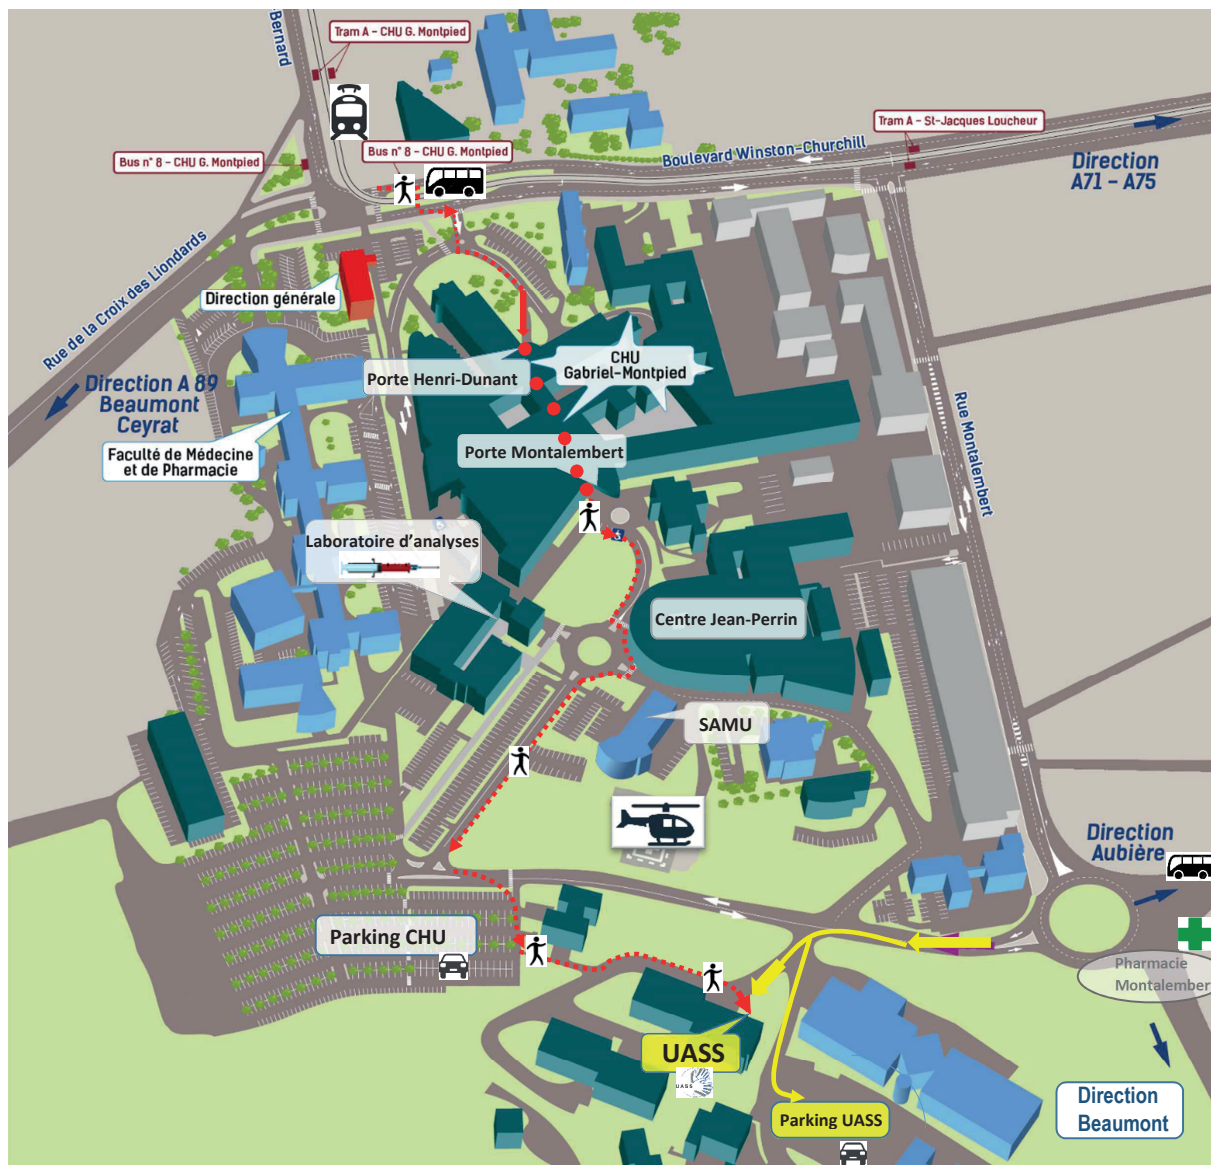 -Bernard
Tram A - CHU G. Montpied
Bus n° 8 - CHU G. Montpied
Bus n° 8 - CHU G. Montpied
Tram A - St-Jacques Loucheur
Boulevard Winston-Churchill
Direction
A71 - A75
Rue de la Croix des Liondards
Direction générale
CHU
Gabriel-Montpied
Porte Henri-Dunant
Direction A 89
Beaumont
Ceyrat
Faculté de Médecine
et de Pharmacie
Porte Montalembert
Rue Montalembert
Laboratoire d'analyses
Centre Jean-Perrin
SAMU
Direction
Aubière
Parking CHU
Pharmacie
Montalembert
UASS
UASS
Parking UASS
Direction
Beaumont